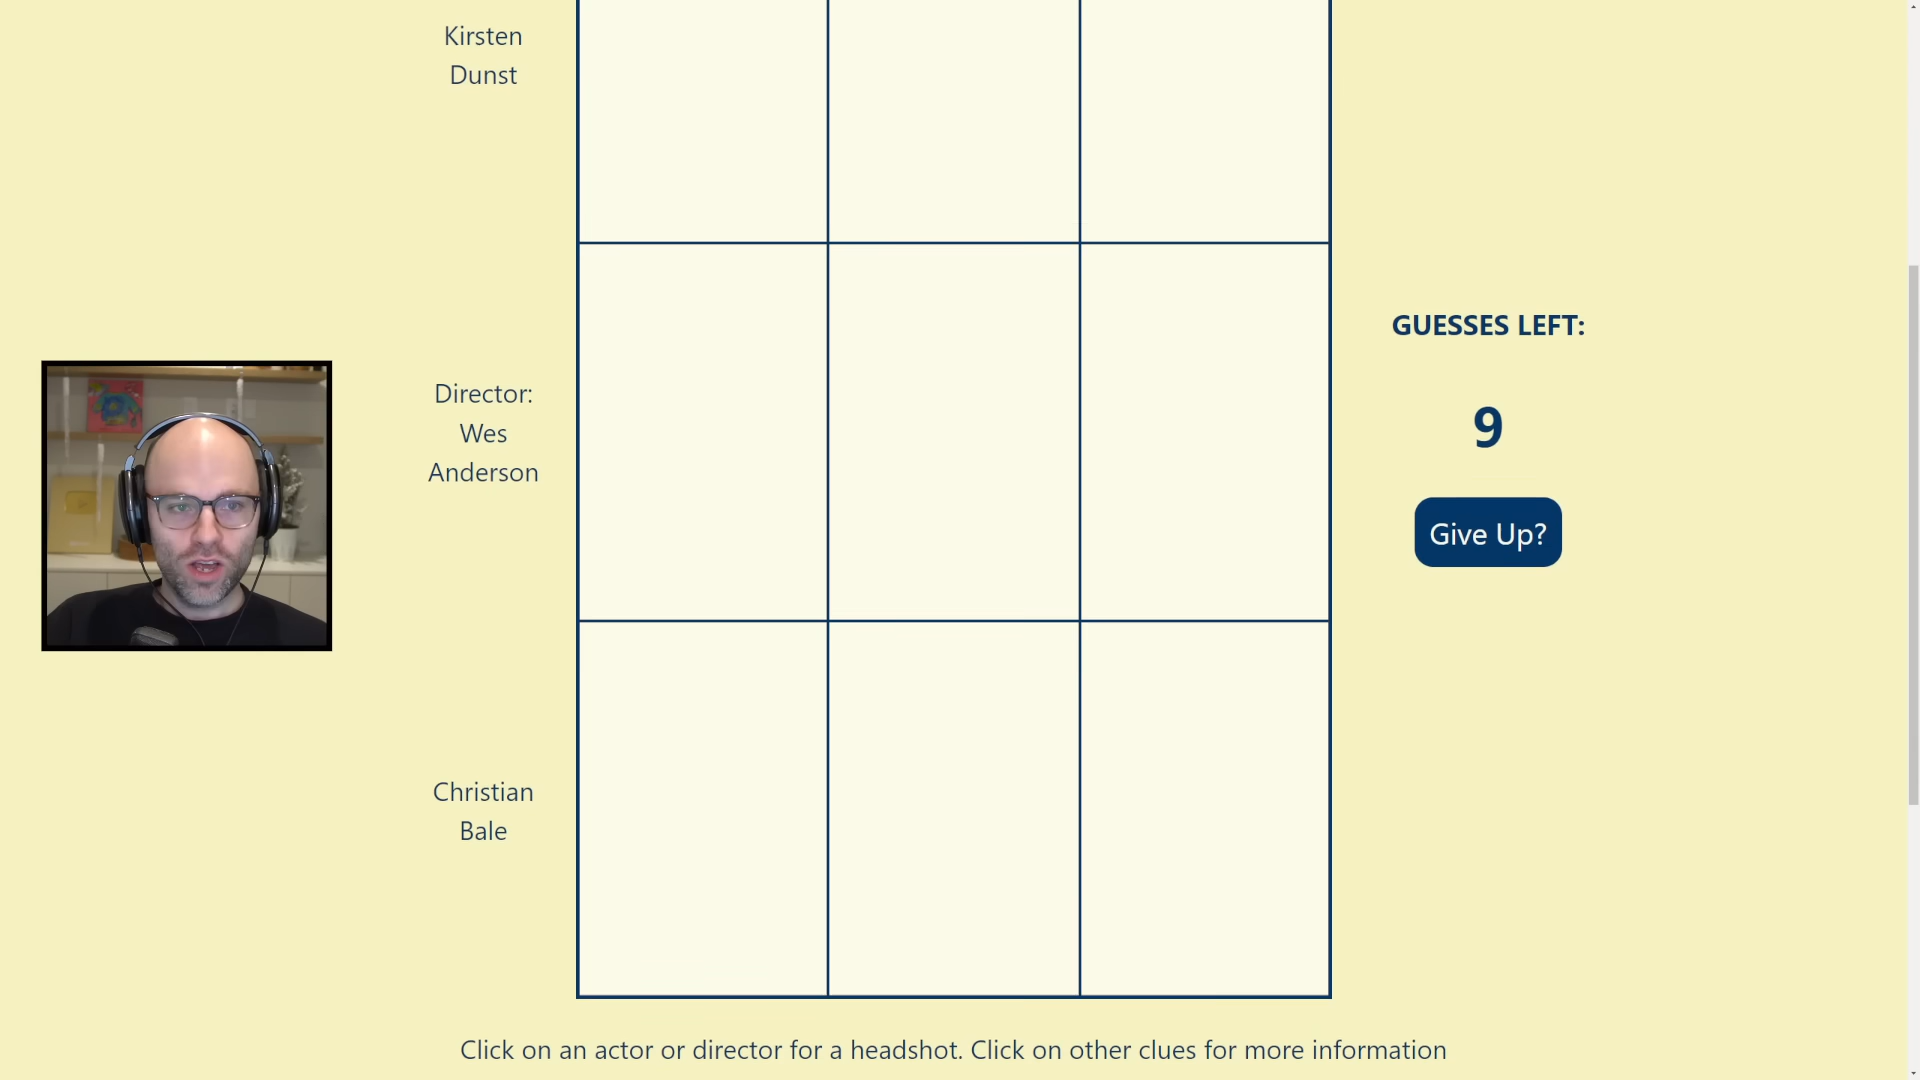 Kirsten
Dunst
GUESSES LEFT:
Director:
Wes
Anderson
9
Give Up?
Christian
Bale
Click on an actor or director for a headshot. Click on other clues for more information